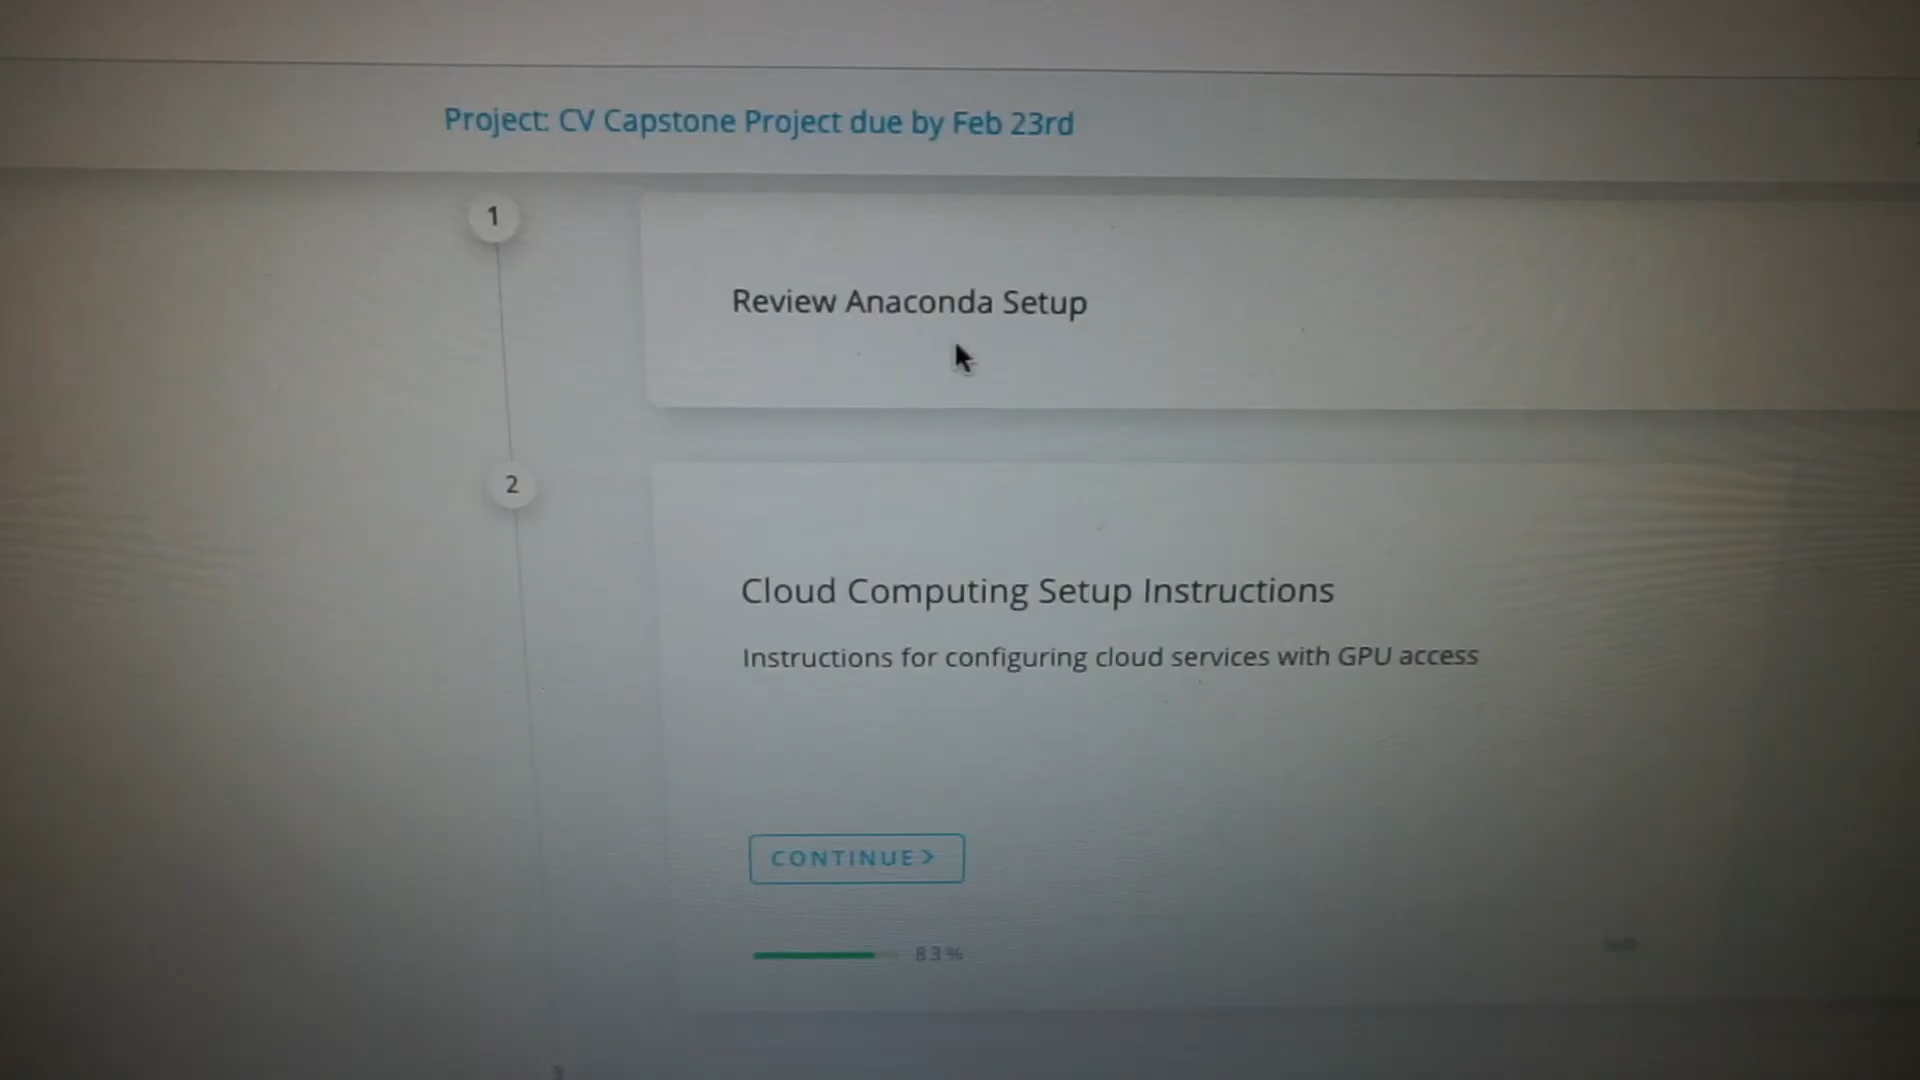 Project: CV Capstone Project due by Feb 23rd
1
Review Anaconda Setup
2
Cloud Computing Setup Instructions
Instructions for configuring cloud services with GPU access
CONTINUE >
83%